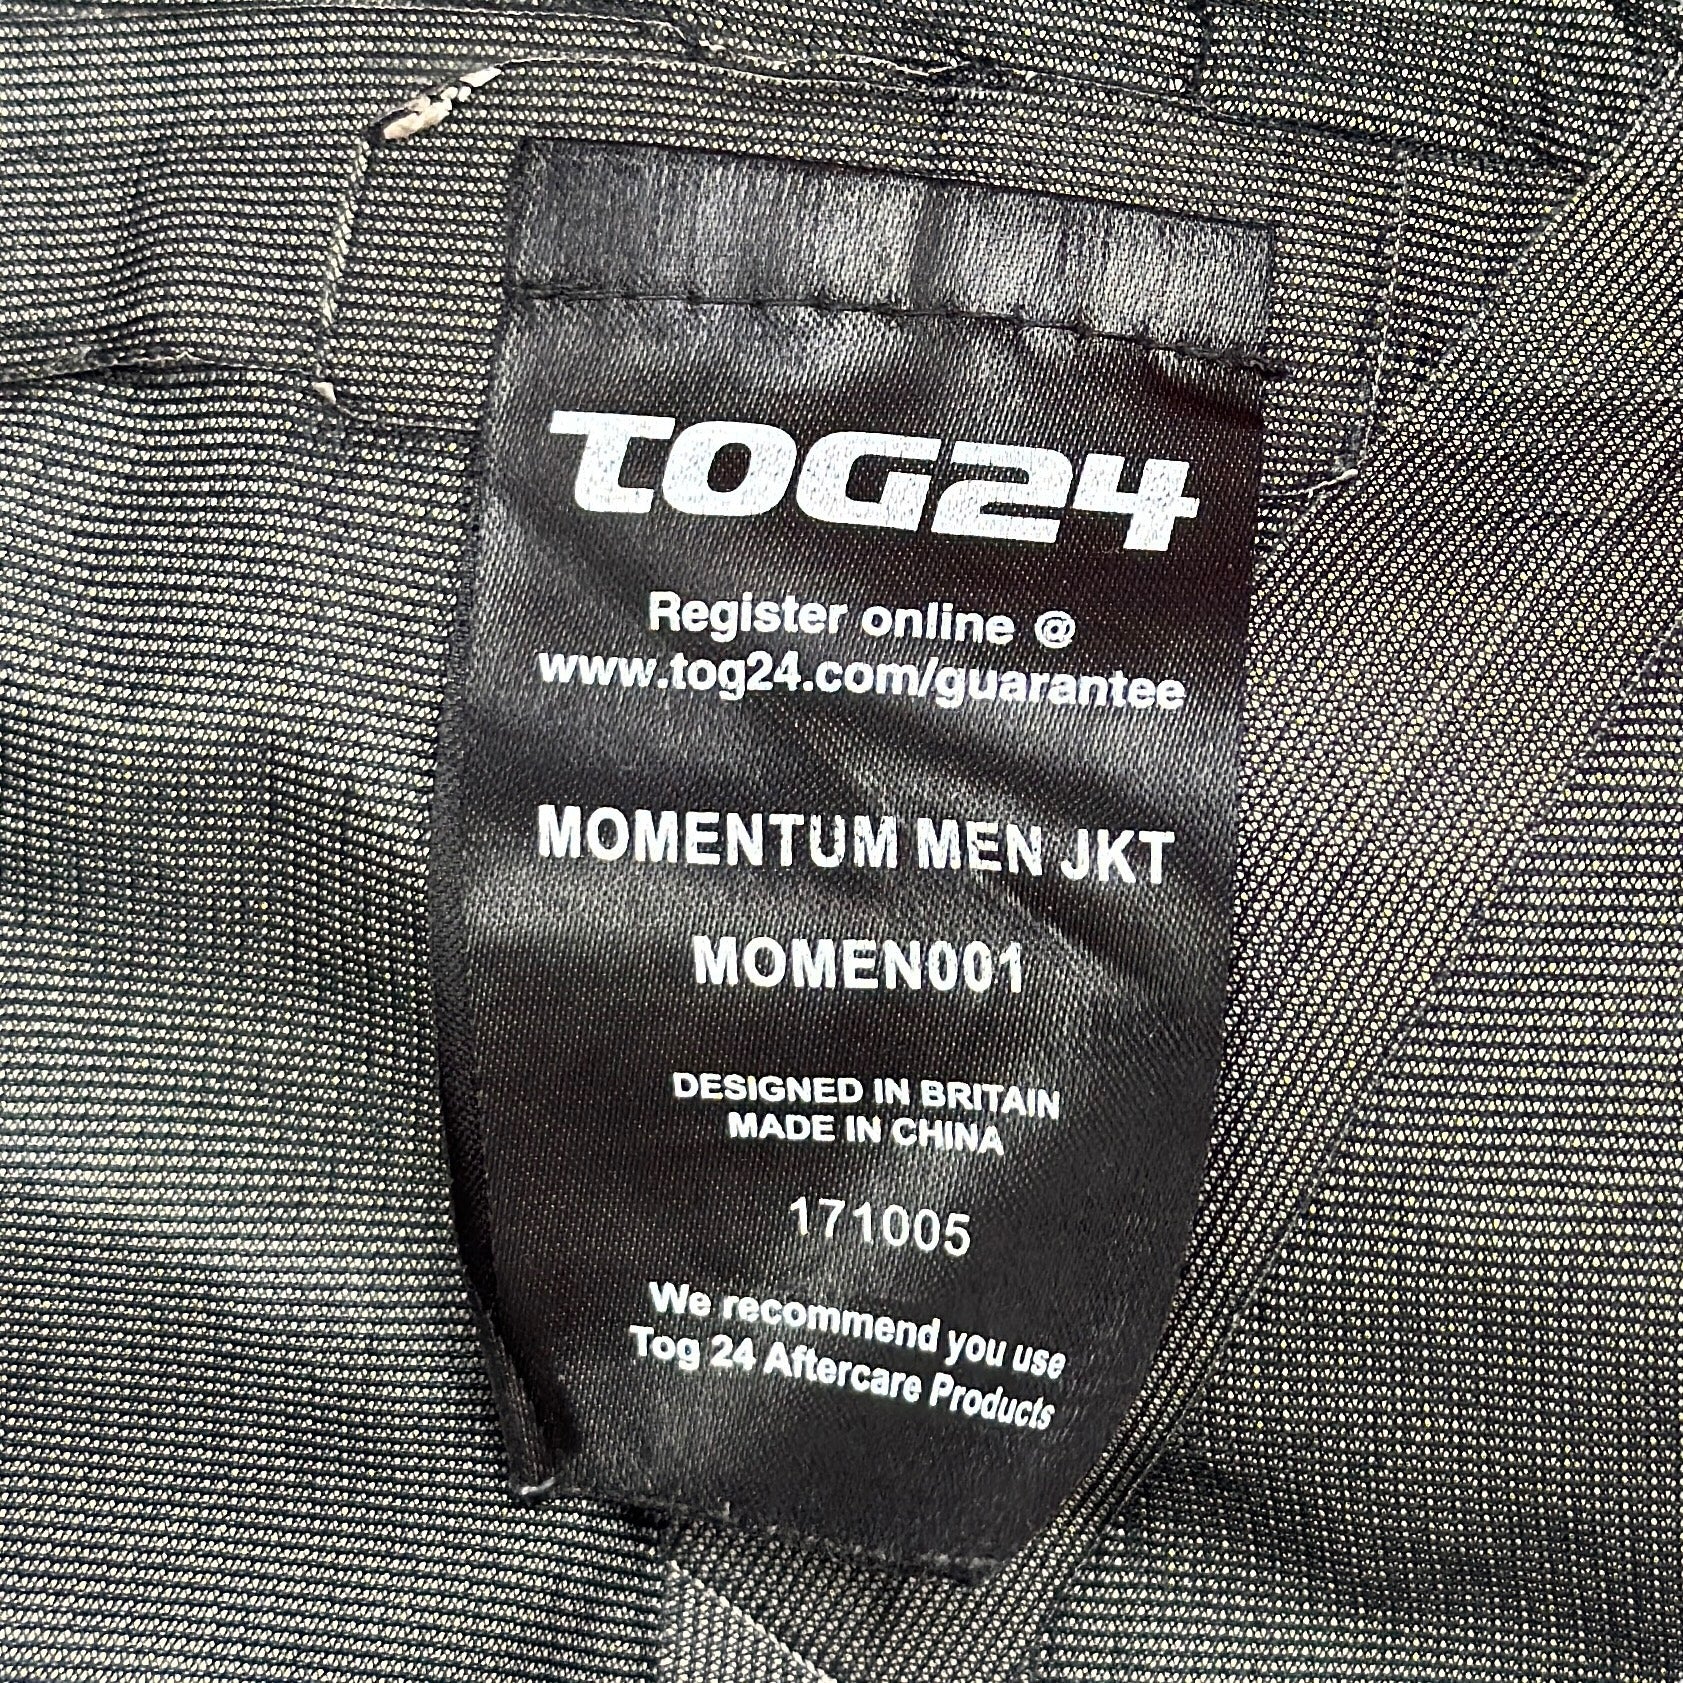 TOG24
Register online @
www.tog24.com/guarantee
MOMENTUM MEN JKT
MOMEN001
DESIGNED IN BRITAIN
MADE IN CHINA
171005
We recommend you use
Tog 24 Aftercare Products